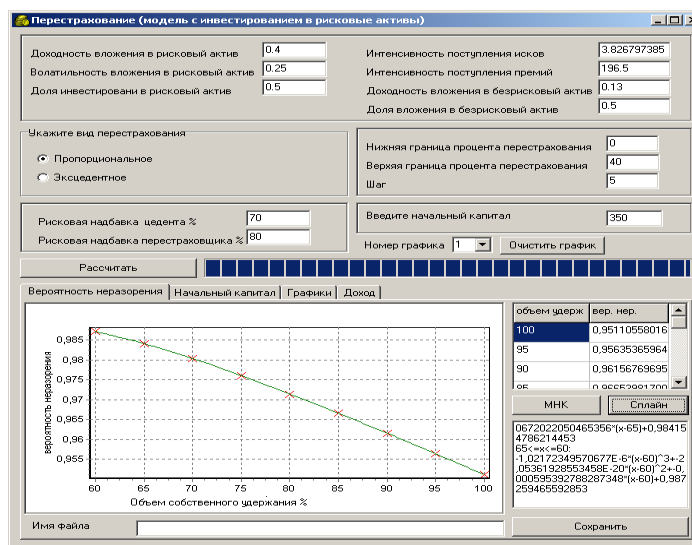 Перестрахование (модель с инвестированием в рисковые активы)
Доходность вложения в рисковый актив 0.4
Волатильность вложения в рисковый актив 0.25
Доля инвестировани в рисковый актив 0.5
Интенсивность поступления исков 3.826797385
Интенсивность поступления премий 196.5
Доходность вложения в безрисковый актив 0.13
Доля вложения в безрисковый актив 0.5
Укажите вид перестрахования
Пропорциональное
Эксцедентное
Нижняя граница процента перестрахования 0
Верхяя граница процента перестрахования 40
Шаг 5
Рисковая надбавка цедента % 70
Рисковая надбавка перестраховщика % 80
Введите начальный капитал 350
Номер графика 1 Очистить график
Рассчитать
Вероятность неразорения Начальный капитал Графики Доход
вероятность неразорения
0,985
0,98
0,975
0,97
0,965
0,96
0,955
60 65 70 75 80 85 90 95 100
Объем собственного удержания %
объем удерж вер. нер.
100 0,95110558016
95 0,95635365964
90 0,96156769695
85 0,96652981700
МНК Сплайн
0672022050465356*(x-65)+0,98415
4786214453
65<=x<=60:
-1,02172349570677E-6*(x-60)^3+-2
,05361928553458E-20*(x-60)^2+-0,
000595392788287348*(x-60)+0,987
259465592853
Имя файла
Сохранить